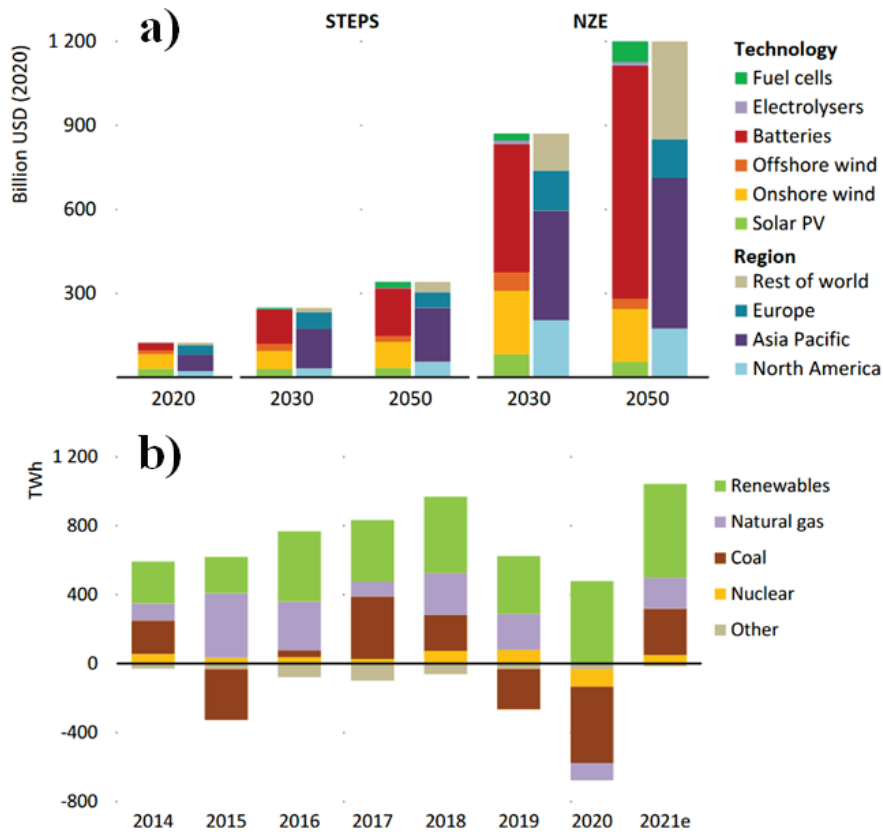 a)
STEPS
NZE
Billion USD (2020)
1 200
900
600
300
2020
2030
2050
2030
2050
Technology
Fuel cells
Electrolysers
Batteries
Offshore wind
Onshore wind
Solar PV
Region
Rest of world
Europe
Asia Pacific
North America
b)
TWh
1 200
800
400
0
-400
-800
2014
2015
2016
2017
2018
2019
2020
2021e
Renewables
Natural gas
Coal
Nuclear
Other